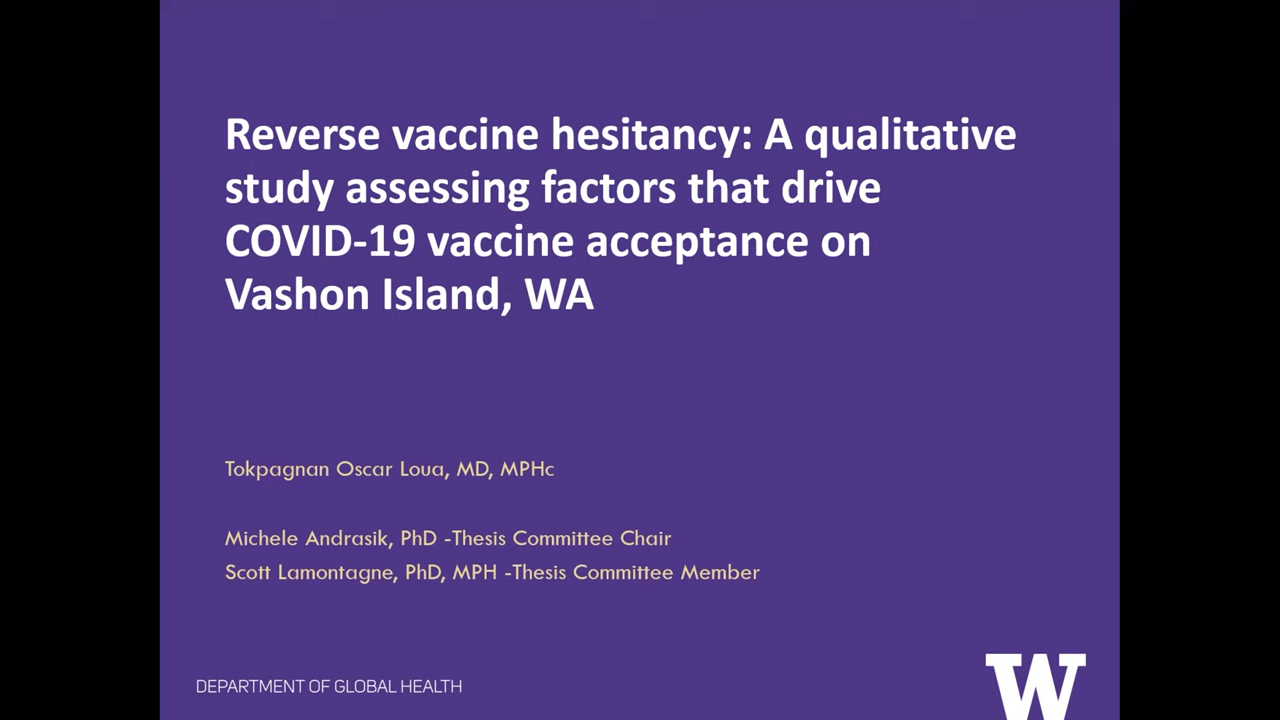 Reverse vaccine hesitancy: A qualitative
study assessing factors that drive
COVID-19 vaccine acceptance on
Vashon Island, WA
Tokpagnan Oscar Loua, MD, MPHc
Michele Andrasik, PhD -Thesis Committee Chair
Scott Lamontagne, PhD, MPH -Thesis Committee Member
DEPARTMENT OF GLOBAL HEALTH
W